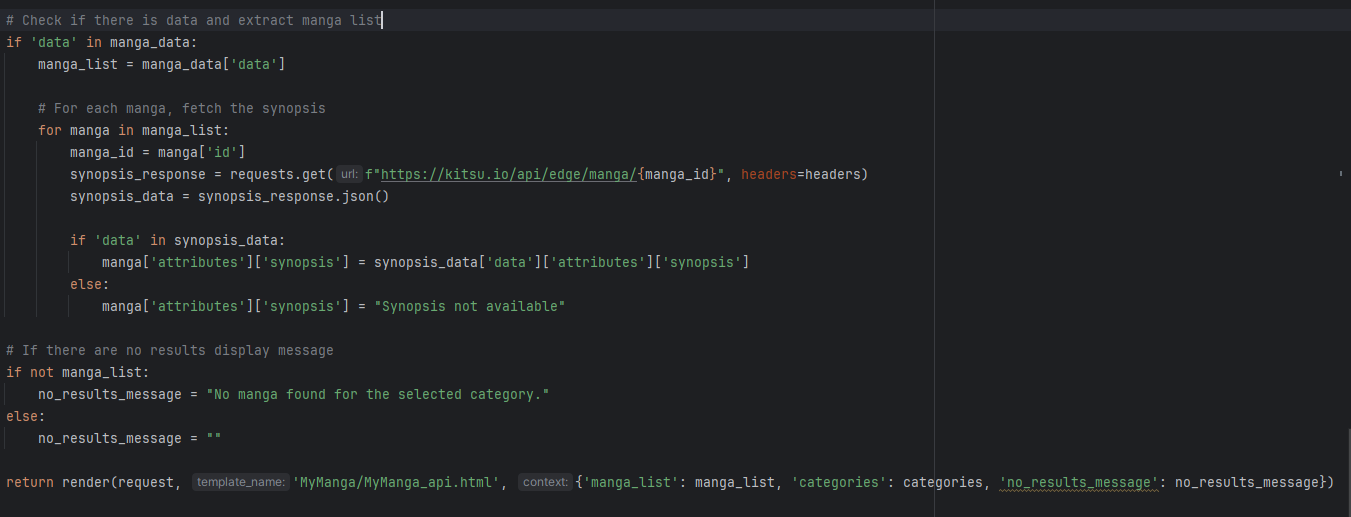 # Check if there is data and extract manga list
if 'data' in manga_data:
    manga_list = manga_data['data']
    # For each manga, fetch the synopsis
    for manga in manga_list:
        manga_id = manga['id']
        synopsis_response = requests.get( url: f"https://kitsu.io/api/edge/manga/{manga_id}", headers=headers)
        synopsis_data = synopsis_response.json()
        if 'data' in synopsis_data:
            manga['attributes']['synopsis'] = synopsis_data['data']['attributes']['synopsis']
        else:
            manga['attributes']['synopsis'] = "Synopsis not available"
# If there are no results display message
if not manga_list:
    no_results_message = "No manga found for the selected category."
else:
    no_results_message = ""
return render(request, template_name: 'MyManga/MyManga_api.html', context: {'manga_list': manga_list, 'categories': categories, 'no_results_message': no_results_message})